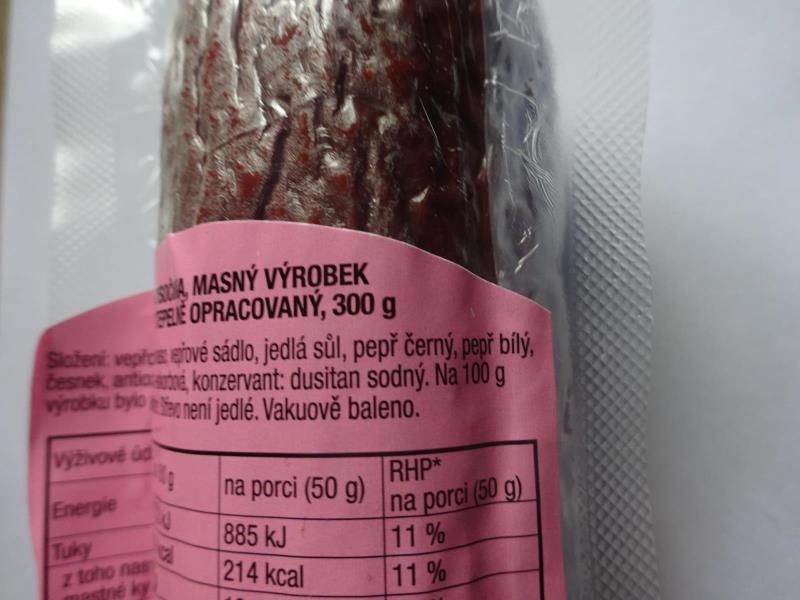 MASNÝ VÝROBEK
OPRACOVANÝ, 300 g
Složení: vepřové sádlo, jedlá sůl, pepř černý, pepř bílý,
česnek, konzervant: dusitan sodný. Na 100 g
výrobku bylo není jedlé. Vakuově baleno.
Výživové na porci (50 g) RHP* na porci (50 g)
Energie 885 kJ 11 %
Tuky 214 kcal 11 %
z toho
mastné